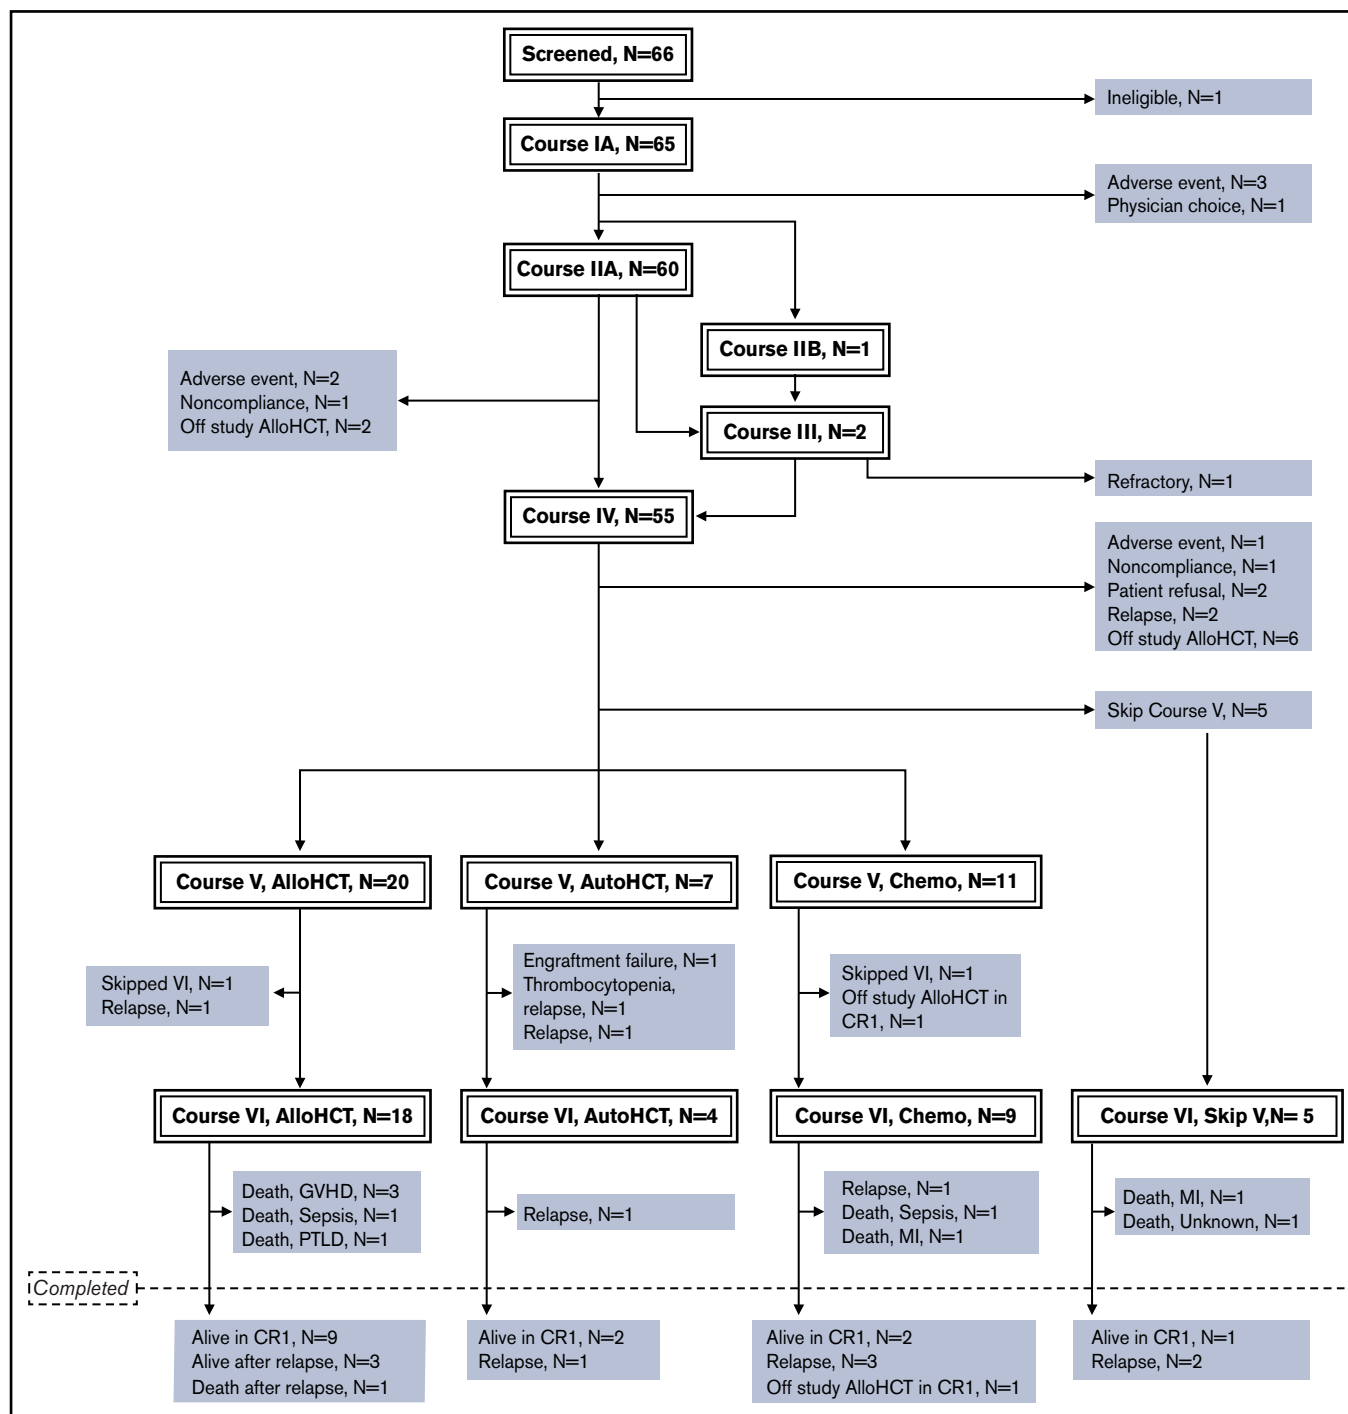 Screened, N=66
Ineligible, N=1
Course IA, N=65
Adverse event, N=3
Physician choice, N=1
Course IIA, N=60
Course IIB, N=1
Adverse event, N=2
Noncompliance, N=1
Off study AlloHCT, N=2
Course III, N=2
Refractory, N=1
Course IV, N=55
Adverse event, N=1
Noncompliance, N=1
Patient refusal, N=2
Relapse, N=2
Off study AlloHCT, N=6
Skip Course V, N=5
Course V, AlloHCT, N=20
Course V, AutoHCT, N=7
Course V, Chemo, N=11
Skipped VI, N=1
Relapse, N=1
Engraftment failure, N=1
Thrombocytopenia,
relapse, N=1
Relapse, N=1
Skipped VI, N=1
Off study AlloHCT in
CR1, N=1
Course VI, AlloHCT, N=18
Course VI, AutoHCT, N=4
Course VI, Chemo, N=9
Course VI, Skip V,N= 5
Death, GVHD, N=3
Death, Sepsis, N=1
Death, PTLD, N=1
Relapse, N=1
Relapse, N=1
Death, Sepsis, N=1
Death, MI, N=1
Death, MI, N=1
Death, Unknown, N=1
Completed
Alive in CR1, N=9
Alive after relapse, N=3
Death after relapse, N=1
Alive in CR1, N=2
Relapse, N=1
Alive in CR1, N=2
Relapse, N=3
Off study AlloHCT in CR1, N=1
Alive in CR1, N=1
Relapse, N=2